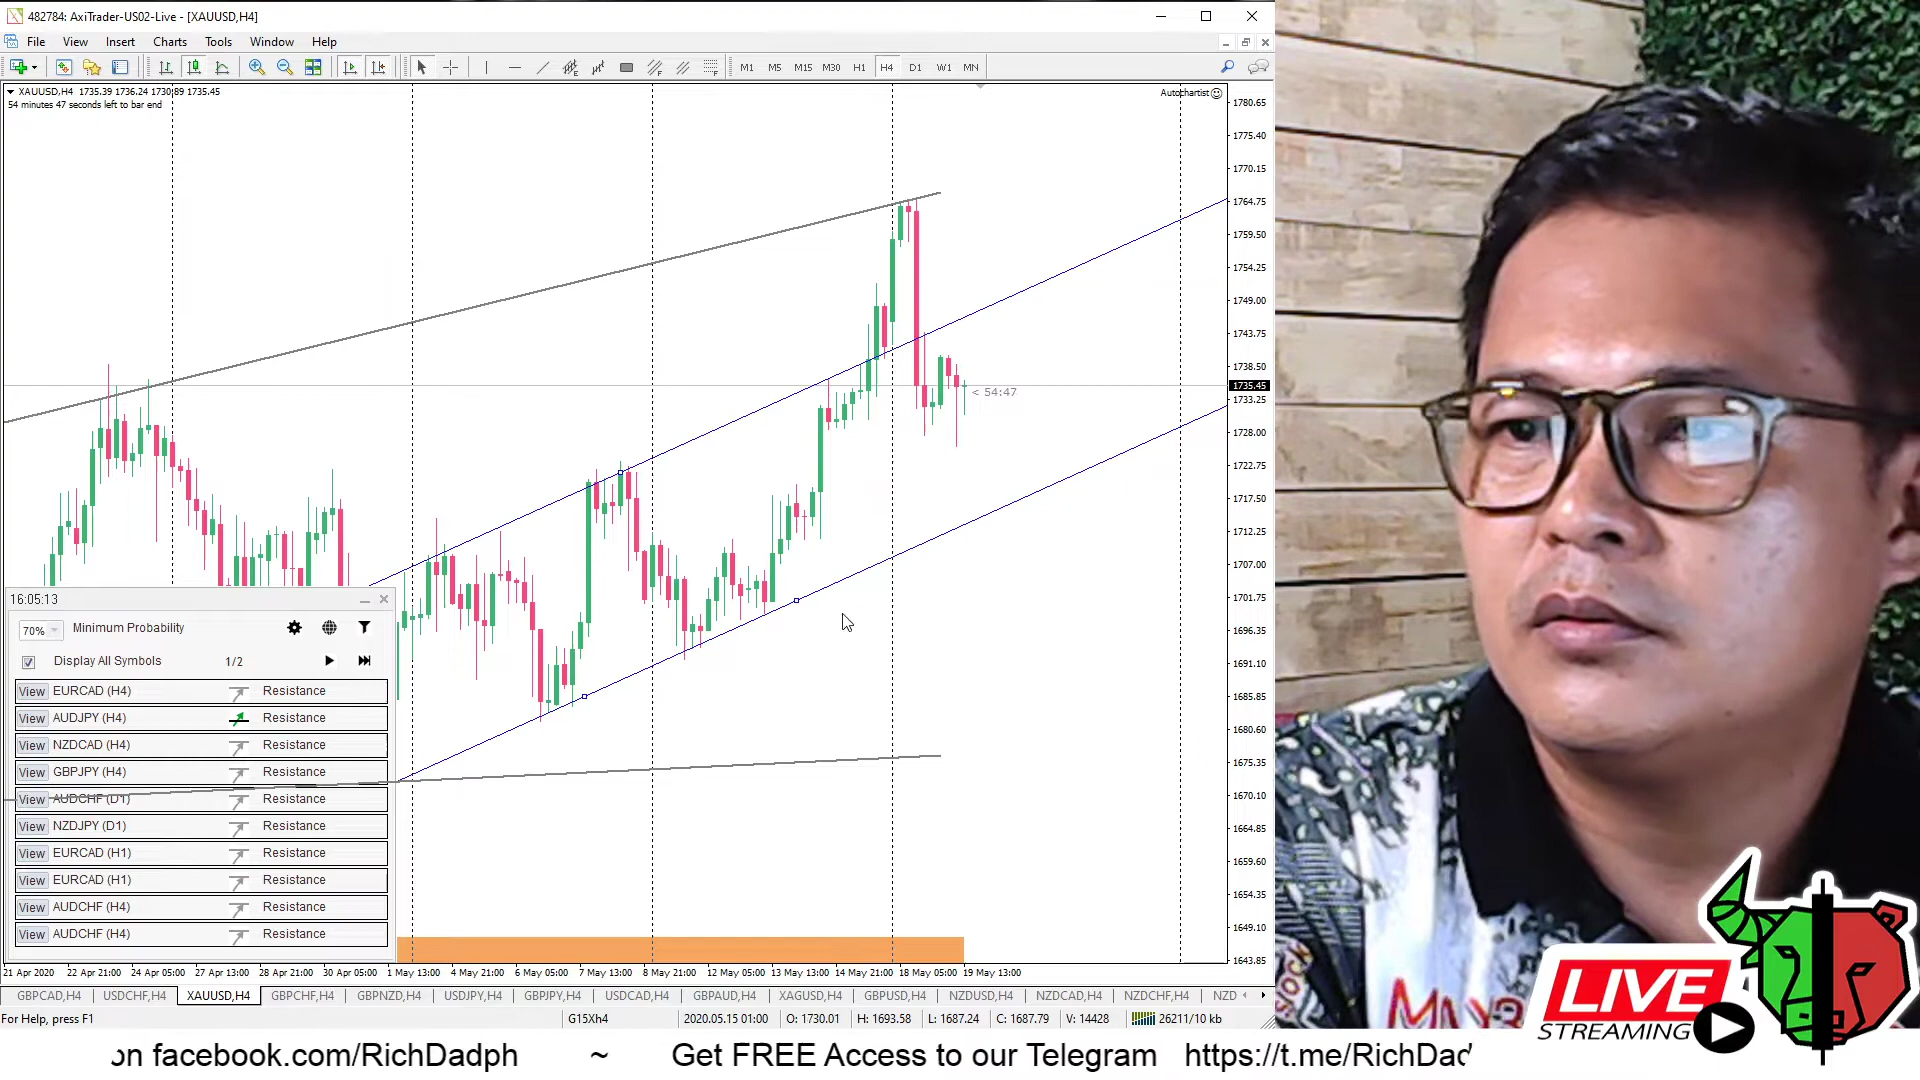 482784: AxiTrader-US02-Live - [XAUUSD,H4]
File View Insert Charts Tools Window Help
M1 M5 M15 M30 H1 H4 D1 W1 MN
XAUUSD,H4 1735.39 1736.24 1730.89 1735.45
54 minutes 47 seconds left to bar end
Autochartist
1780.65
1775.40
1770.15
1764.75
1759.50
1754.25
1749.00
1743.75
1738.50
1735.45
1733.25
1728.00
1722.75
1717.50
1712.25
1707.00
1701.75
1696.35
1691.10
1685.85
1680.60
1675.35
1670.10
1664.85
1659.60
1654.35
1649.10
1643.85
< 54:47
16:05:13
70% Minimum Probability
Display All Symbols 1/2
View EURCAD (H4) Resistance
View AUDJPY (H4) Resistance
View NZDCAD (H4) Resistance
View GBPJPY (H4) Resistance
View AUDCHF (D1) Resistance
View NZDJPY (D1) Resistance
View EURCAD (H1) Resistance
View EURCAD (H1) Resistance
View AUDCHF (H4) Resistance
View AUDCHF (H4) Resistance
21 Apr 2020 22 Apr 21:00 24 Apr 05:00 27 Apr 13:00 28 Apr 21:00 30 Apr 05:00 1 May 13:00 4 May 21:00 6 May 05:00 7 May 13:00 8 May 21:00 12 May 05:00 13 May 13:00 14 May 21:00 18 May 05:00 19 May 13:00
GBPCAD,H4 USDCHF,H4 XAUUSD,H4 GBPCHF,H4 GBPNZD,H4 USDJPY,H4 GBPJPY,H4 USDCAD,H4 GBPAUD,H4 XAGUSD,H4 GBPUSD,H4 NZDUSD,H4 NZDCAD,H4 NZDCHF,H4 NZD
For Help, press F1 G15Xh4 2020.05.15 01:00 O: 1730.01 H: 1693.58 L: 1687.24 C: 1687.79 V: 14428 26211/10 kb
LIVE
STREAMING
on facebook.com/RichDadph ~ Get FREE Access to our Telegram https://t.me/RichDad